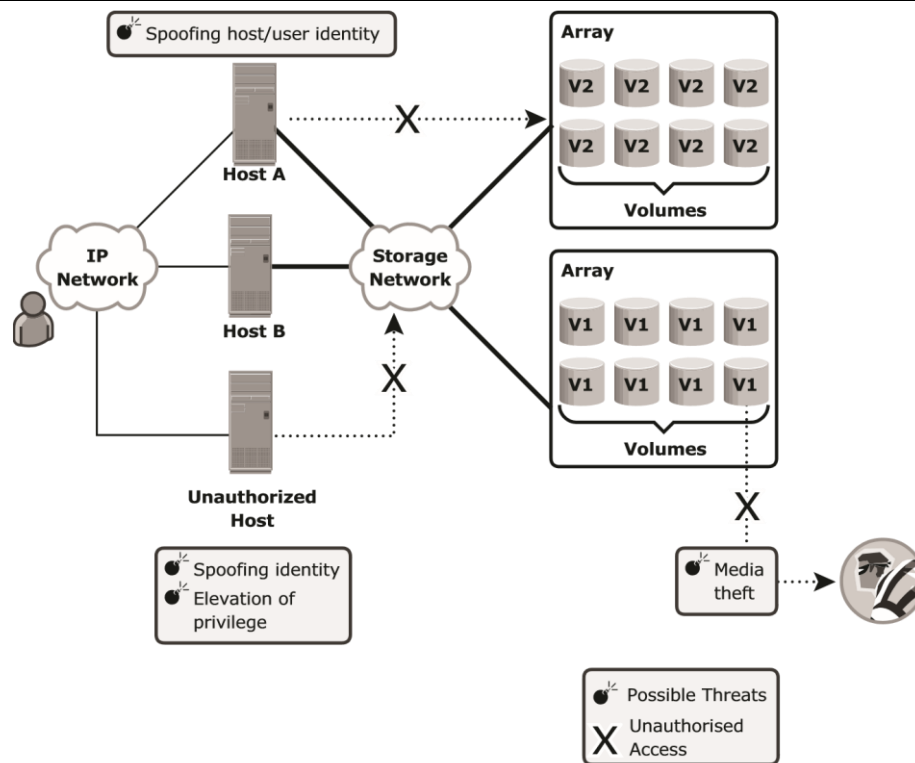 Spoofing host/user identity
Array
V2 V2 V2 V2
V2 V2 V2 V2
Volumes
Host A
IP
Network
Storage
Network
Host B
Array
V1 V1 V1 V1
V1 V1 V1 V1
Volumes
Unauthorized
Host
X
X
X
Spoofing identity
Elevation of
privilege
Media
theft
Possible Threats
X
Unauthorised
Access